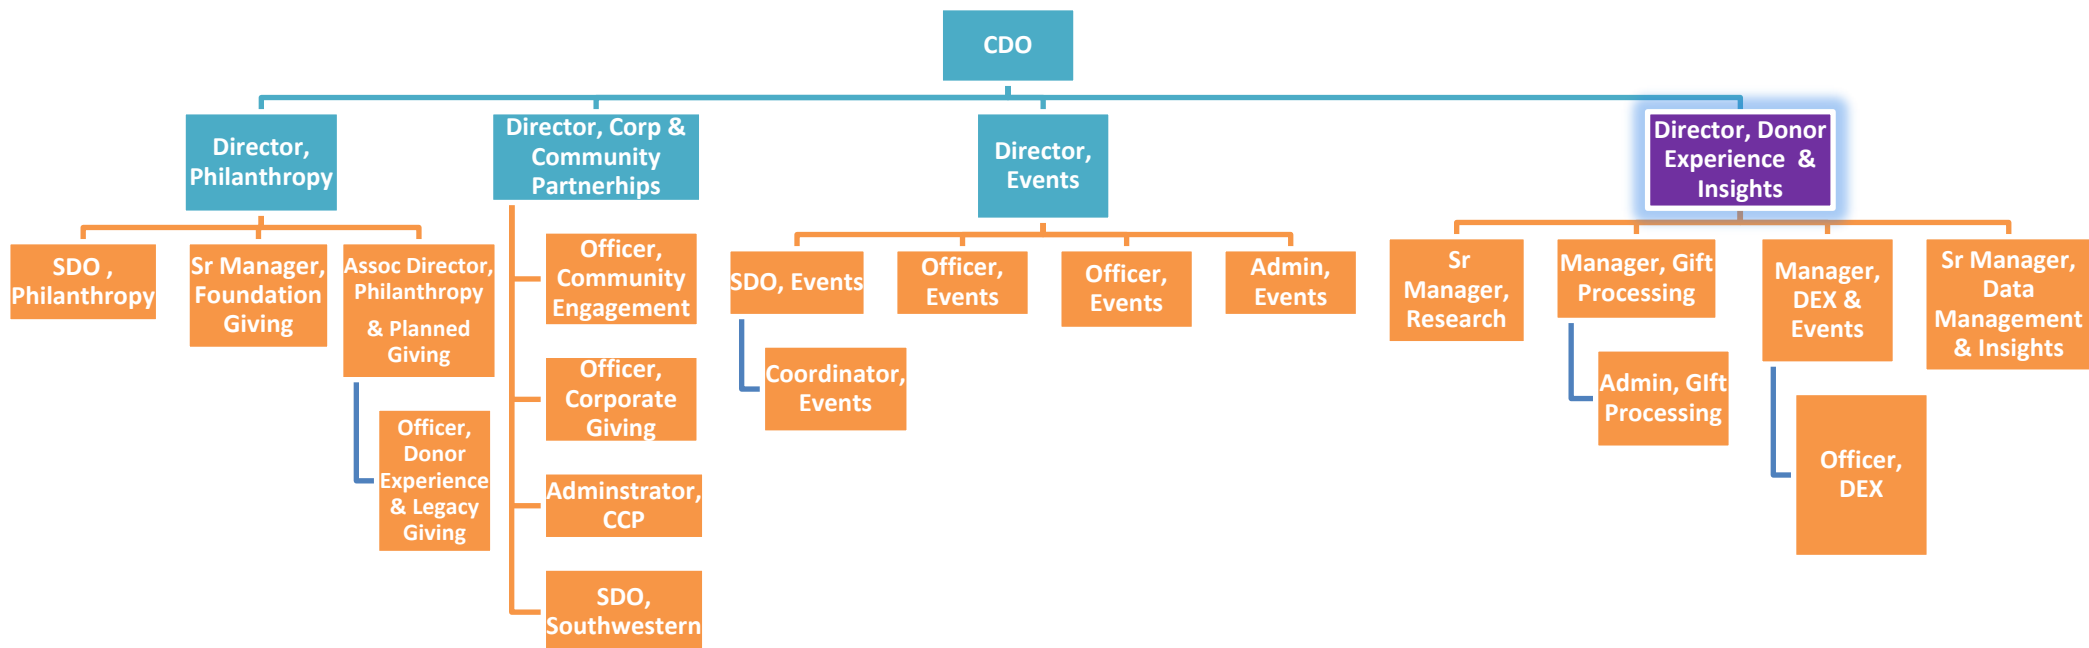 CDO
Director,
Philanthropy
Director, Corp &
Community
Partnerhips
Director,
Events
Director, Donor
Experience &
Insights
SDO ,
Philanthropy
Sr Manager,
Foundation
Giving
Assoc Director,
Philanthropy
& Planned
Giving
Officer,
Donor
Experience
& Legacy
Giving
Officer,
Community
Engagement
Officer,
Corporate
Giving
Adminstrator,
CCP
SDO,
Southwestern
SDO, Events
Coordinator,
Events
Officer,
Events
Officer,
Events
Admin,
Events
Sr
Manager,
Research
Manager, Gift
Processing
Admin, GIft
Processing
Manager,
DEX &
Events
Officer,
DEX
Sr Manager,
Data
Management
& Insights